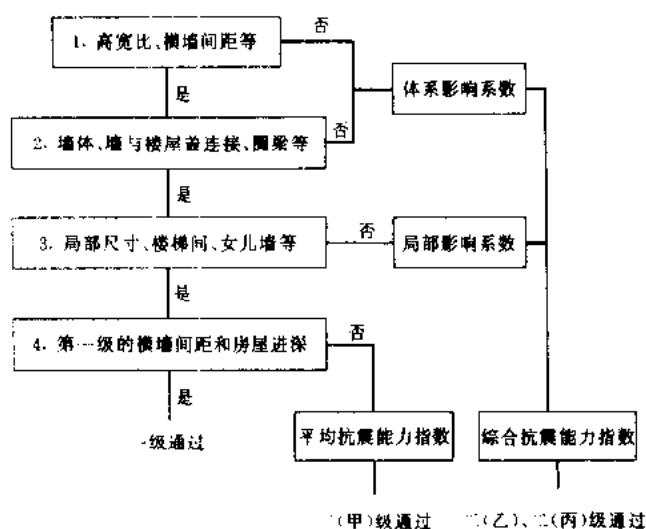 1. 高宽比、横墙间距等
否
体系影响系数
是
否
2. 墙体、墙与楼屋盖连接、圈梁等
是
3. 局部尺寸、楼梯间、女儿墙等
否
局部影响系数
是
4. 第一级的横墙间距和房屋进深
否
是
级通过
平均抗震能力指数
综合抗震能力指数
(甲)级通过
(乙)、(丙)级通过